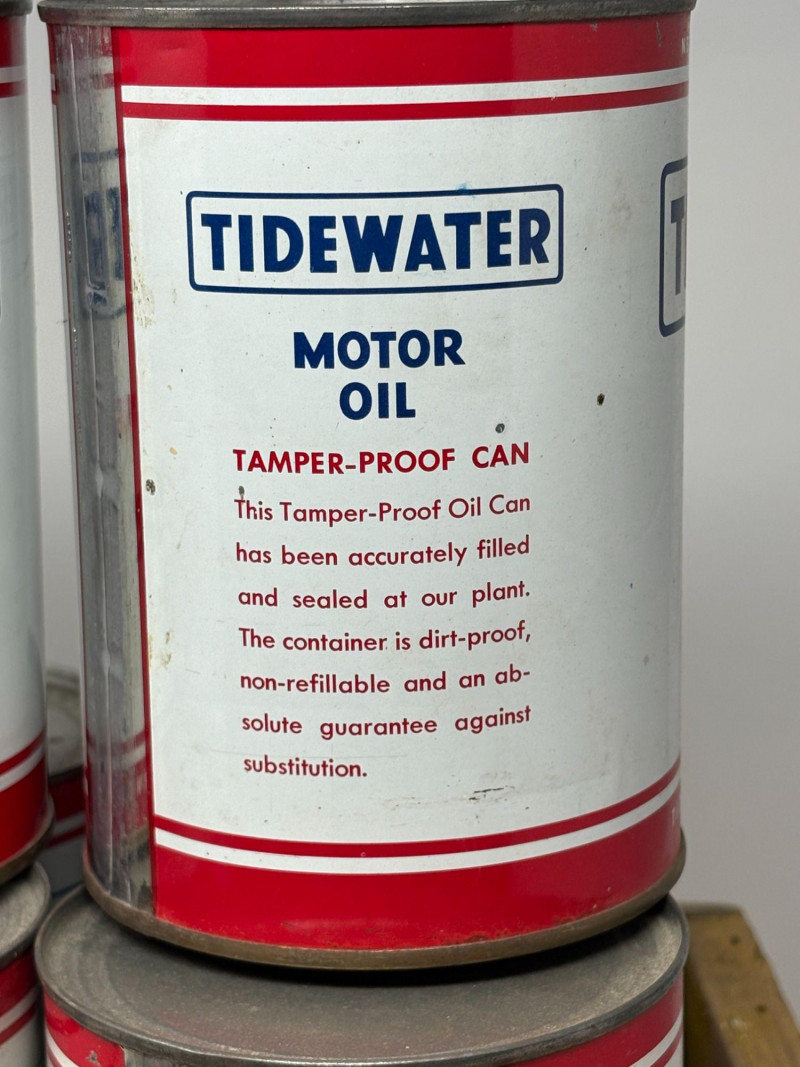 TIDEWATER
MOTOR
OIL
TAMPER-PROOF CAN
This Tamper-Proof Oil Can
has been accurately filled
and sealed at our plant.
The container is dirt-proof,
non-refillable and an ab-
solute guarantee against
substitution.
T